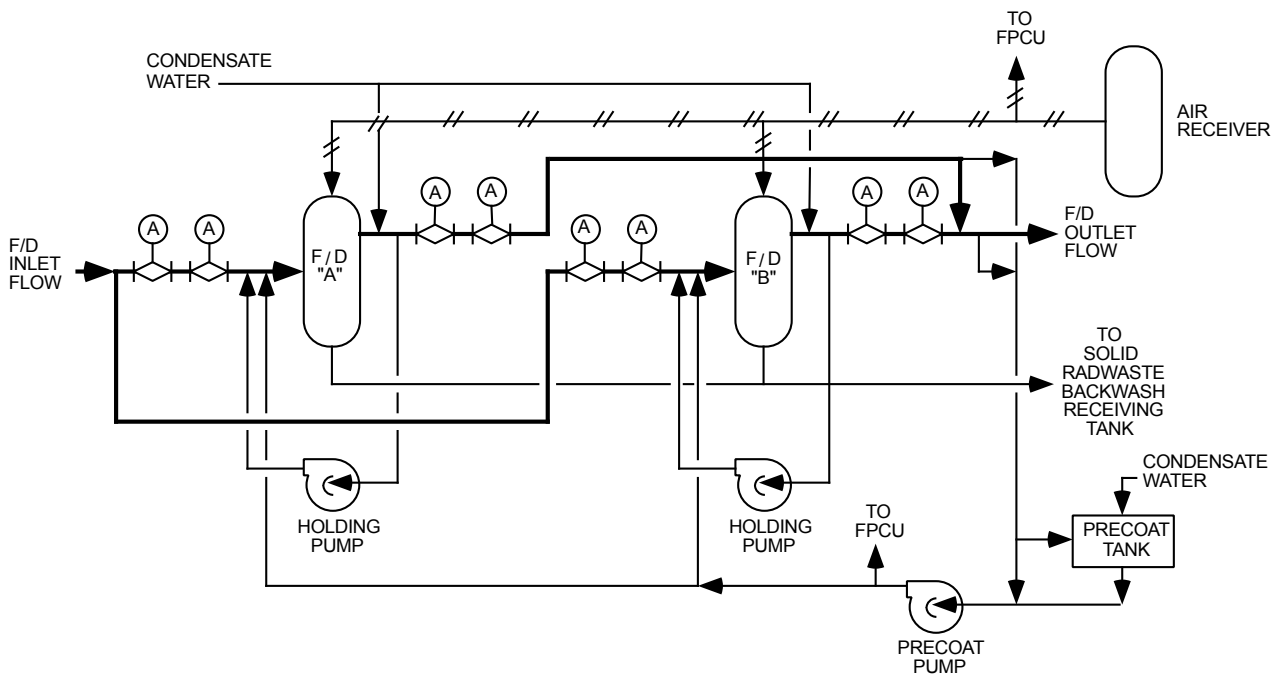 TO
FPCU
CONDENSATE
WATER
AIR
RECEIVER
A
A
A
A
A
A
A
A
F/D
INLET
FLOW
F/D
"A"
F/D
"B"
F/D
OUTLET
FLOW
TO
SOLID
RADWASTE
BACKWASH
RECEIVING
TANK
CONDENSATE
WATER
HOLDING
PUMP
HOLDING
PUMP
TO
FPCU
PRECOAT
TANK
PRECOAT
PUMP